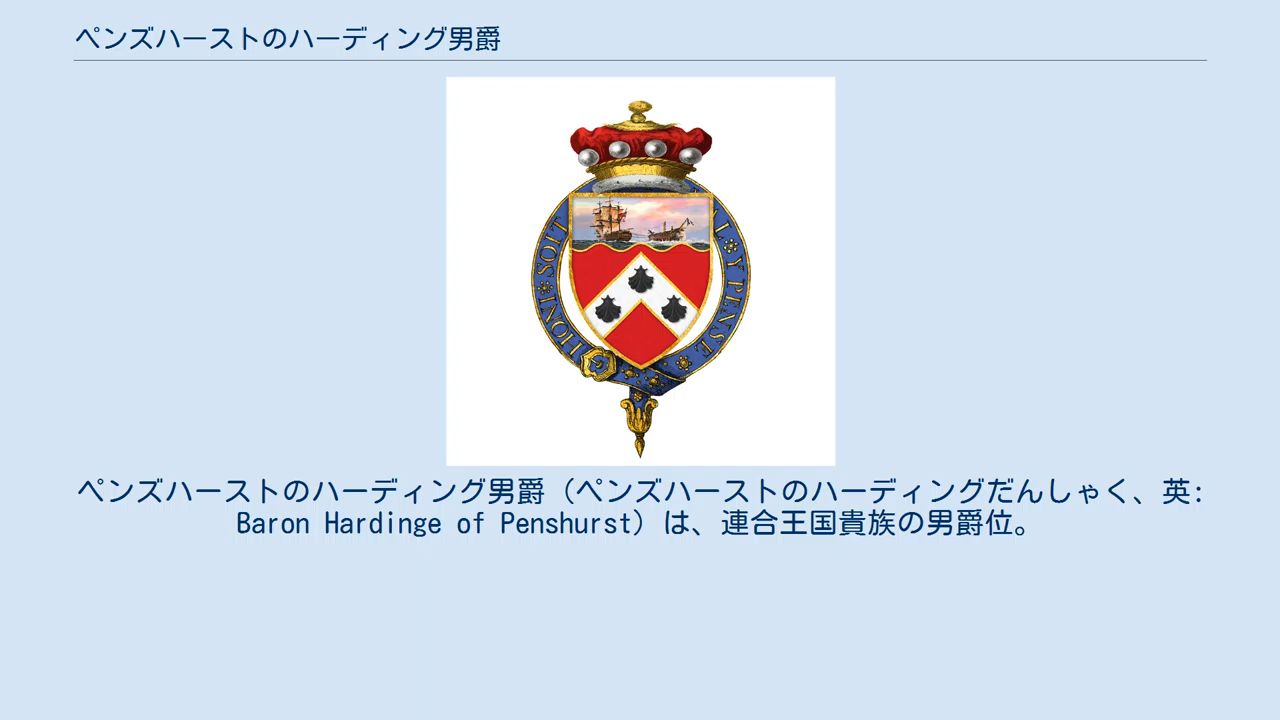 ペンズハーストのハーディング男爵
HONI·SOIT
L·Y·PENSE
ペンズハーストのハーディング男爵（ペンズハーストのハーディングだんしゃく、英:
Baron Hardinge of Penshurst）は、連合王国貴族の男爵位。